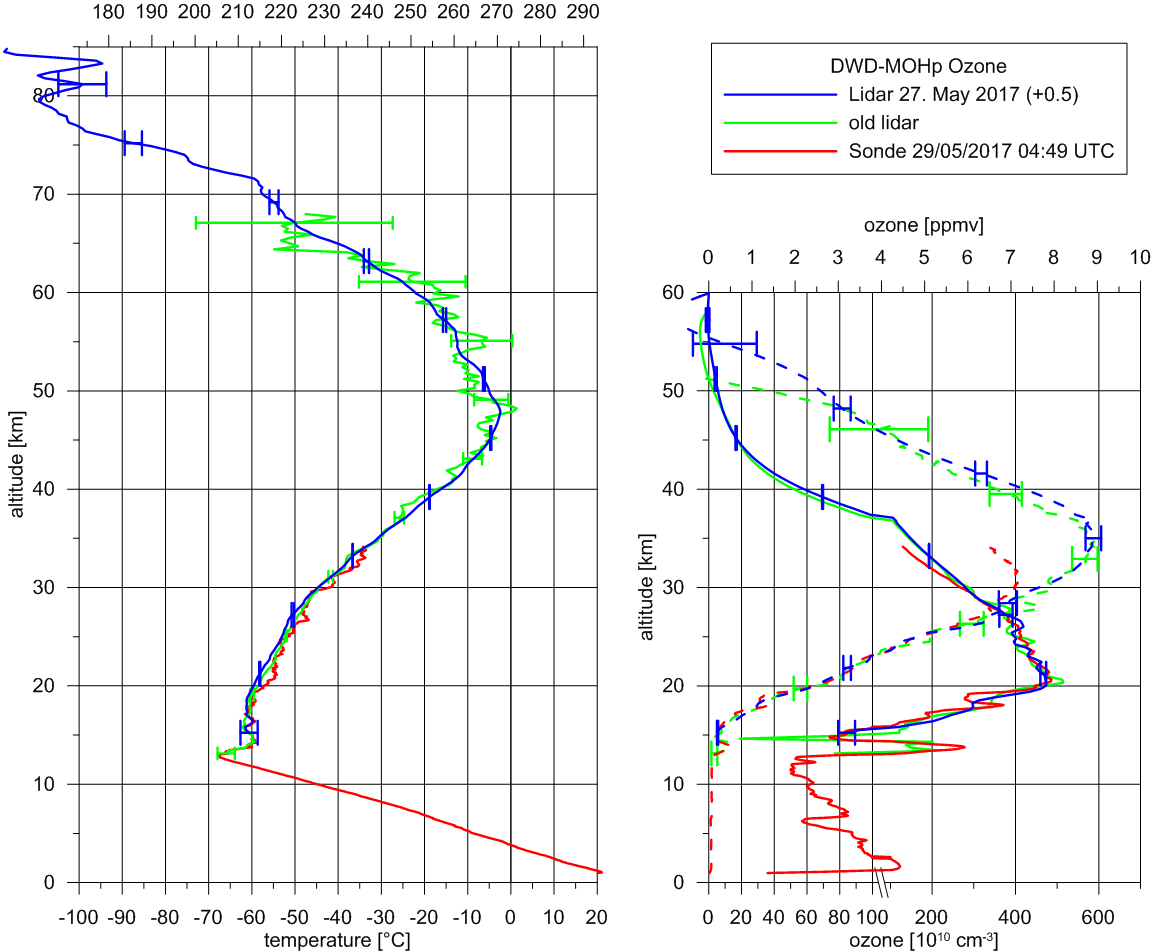 180 190 200 210 220 230 240 250 260 270 280 290
80
70
60
50
40
30
20
10
0
altitude [km]
-100 -90 -80 -70 -60 -50 -40 -30 -20 -10 0 10 20
temperature [°C]
DWD-MOHp Ozone
Lidar 27. May 2017 (+0.5)
old lidar
Sonde 29/05/2017 04:49 UTC
ozone [ppmv]
0 1 2 3 4 5 6 7 8 9 10
60
50
40
30
20
10
0
altitude [km]
0 20 40 60 80 100 200 400 600
ozone [10¹⁰ cm⁻³]